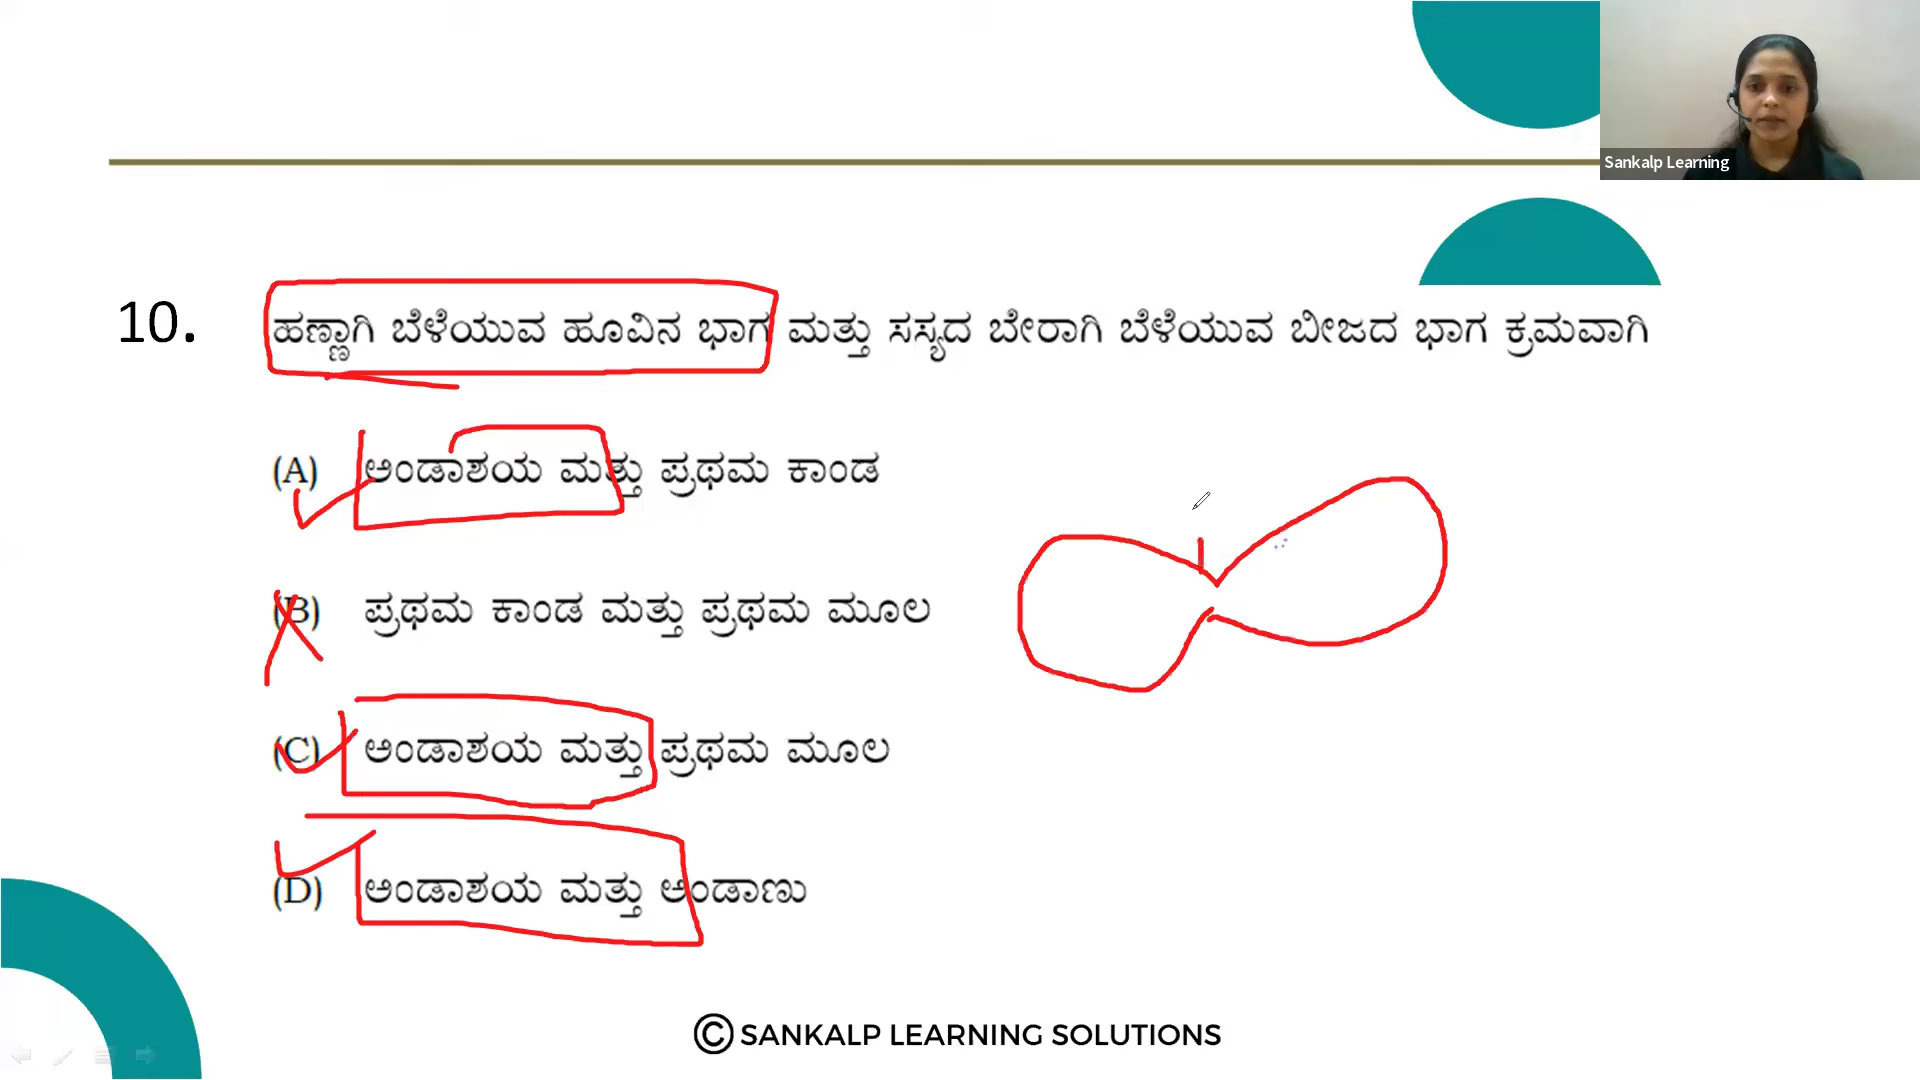 Sankalp Learning
10. ಹಣ್ಣಾಗಿ ಬೆಳೆಯುವ ಹೂವಿನ ಭಾಗ ಮತ್ತು ಸಸ್ಯದ ಬೇರಾಗಿ ಬೆಳೆಯುವ ಬೀಜದ ಭಾಗ ಕ್ರಮವಾಗಿ
(A) ಅಂಡಾಶಯ ಮತ್ತು ಪ್ರಥಮ ಕಾಂಡ
(B) ಪ್ರಥಮ ಕಾಂಡ ಮತ್ತು ಪ್ರಥಮ ಮೂಲ
(C) ಅಂಡಾಶಯ ಮತ್ತು ಪ್ರಥಮ ಮೂಲ
(D) ಅಂಡಾಶಯ ಮತ್ತು ಅಂಡಾಣು
© SANKALP LEARNING SOLUTIONS